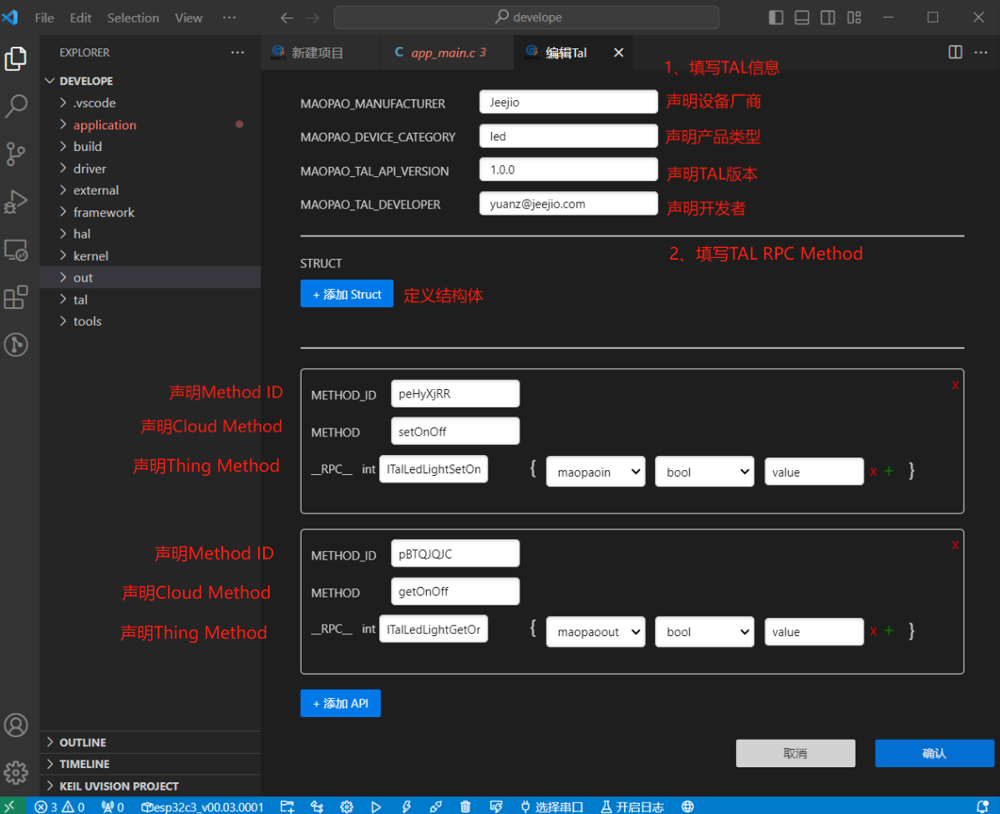 File Edit Selection View ··· develope
EXPLORER ···
DEVELOPE
.vscode
application
build
driver
external
framework
hal
kernel
out
tal
tools
OUTLINE
TIMELINE
KEIL UVISION PROJECT
新建项目 C app_main.c 3 编辑Tal
1、填写TAL信息
MAOPAO_MANUFACTURER Jeejio 声明设备厂商
MAOPAO_DEVICE_CATEGORY led 声明产品类型
MAOPAO_TAL_API_VERSION 1.0.0 声明TAL版本
MAOPAO_TAL_DEVELOPER yuanz@jeejio.com 声明开发者
2、填写TAL RPC Method
STRUCT
+ 添加 Struct 定义结构体
x
声明Method ID METHOD_ID peHyXjRR
声明Cloud Method METHOD setOnOff
声明Thing Method __RPC__ int ITalLedLightSetOn { maopaoin bool value x + }
x
声明Method ID METHOD_ID pBTQJQJC
声明Cloud Method METHOD getOnOff
声明Thing Method __RPC__ int ITalLedLightGetOr { maopaoout bool value x + }
+ 添加 API
取消 确认
3 0 0 esp32c3_v00.03.0001 选择串口 开启日志